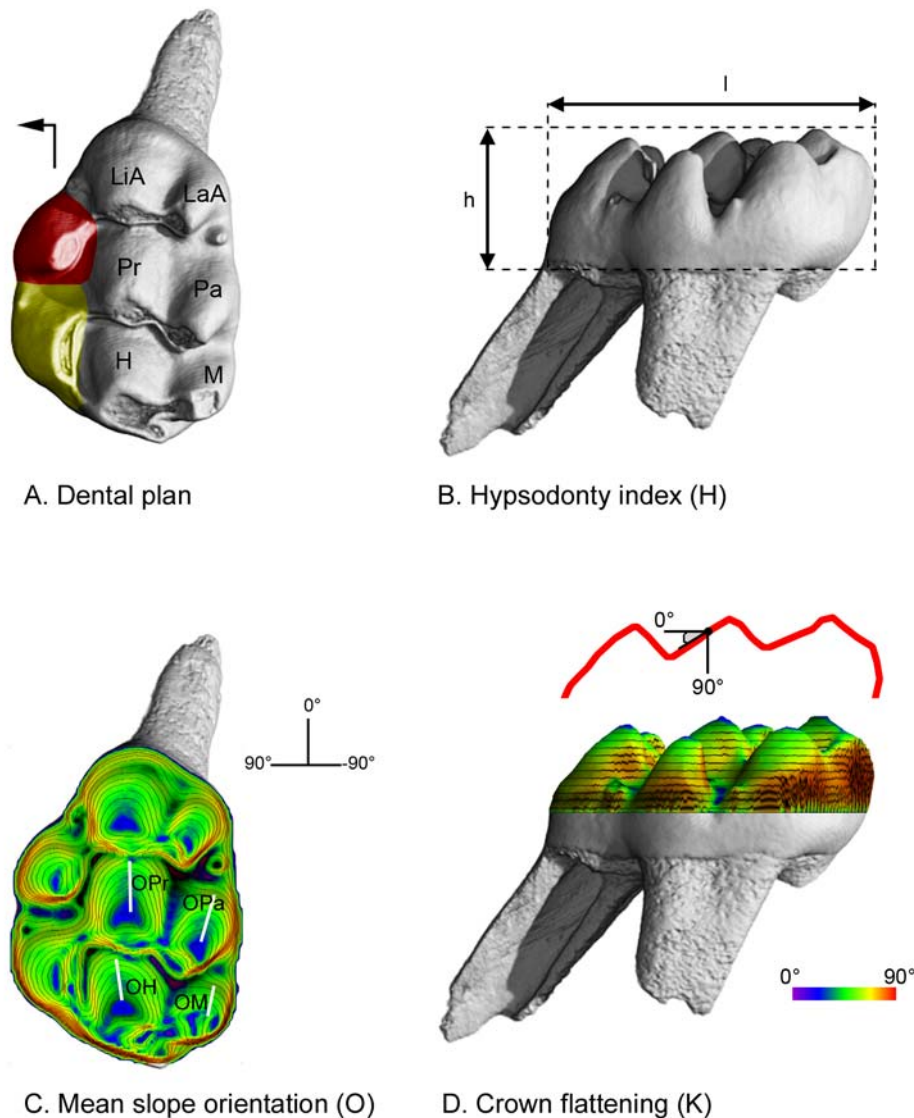 LiA
LaA
Pr
Pa
H
M
A. Dental plan
l
h
B. Hypsodonty index (H)
0°
90° -90°
OPr
OPa
OH
OM
C. Mean slope orientation (O)
0°
90°
0° 90°
D. Crown flattening (K)